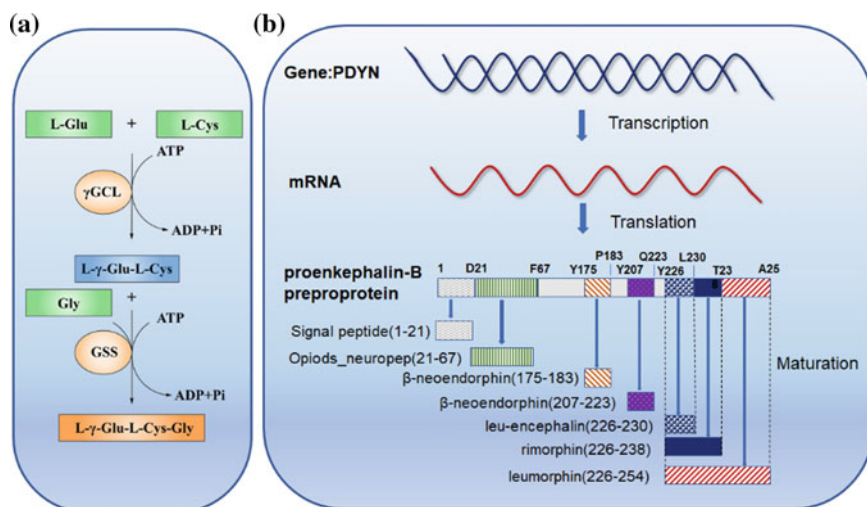 (a)
L-Glu + L-Cys
ATP
γGCL
ADP+Pi
L-γ-Glu-L-Cys
Gly +
ATP
GSS
ADP+Pi
L-γ-Glu-L-Cys-Gly
(b)
Gene:PDYN
Transcription
mRNA
Translation
proenkephalin-B
preproprotein
P183 Q223 L230
1 D21 F67 Y175 Y207 Y226 A25
T23
8
Signal peptide(1-21)
Opiods_neuropep(21-67)
Maturation
β-neoendorphin(175-183)
β-neoendorphin(207-223)
leu-encephalin(226-230)
rimorphin(226-238)
leumorphin(226-254)